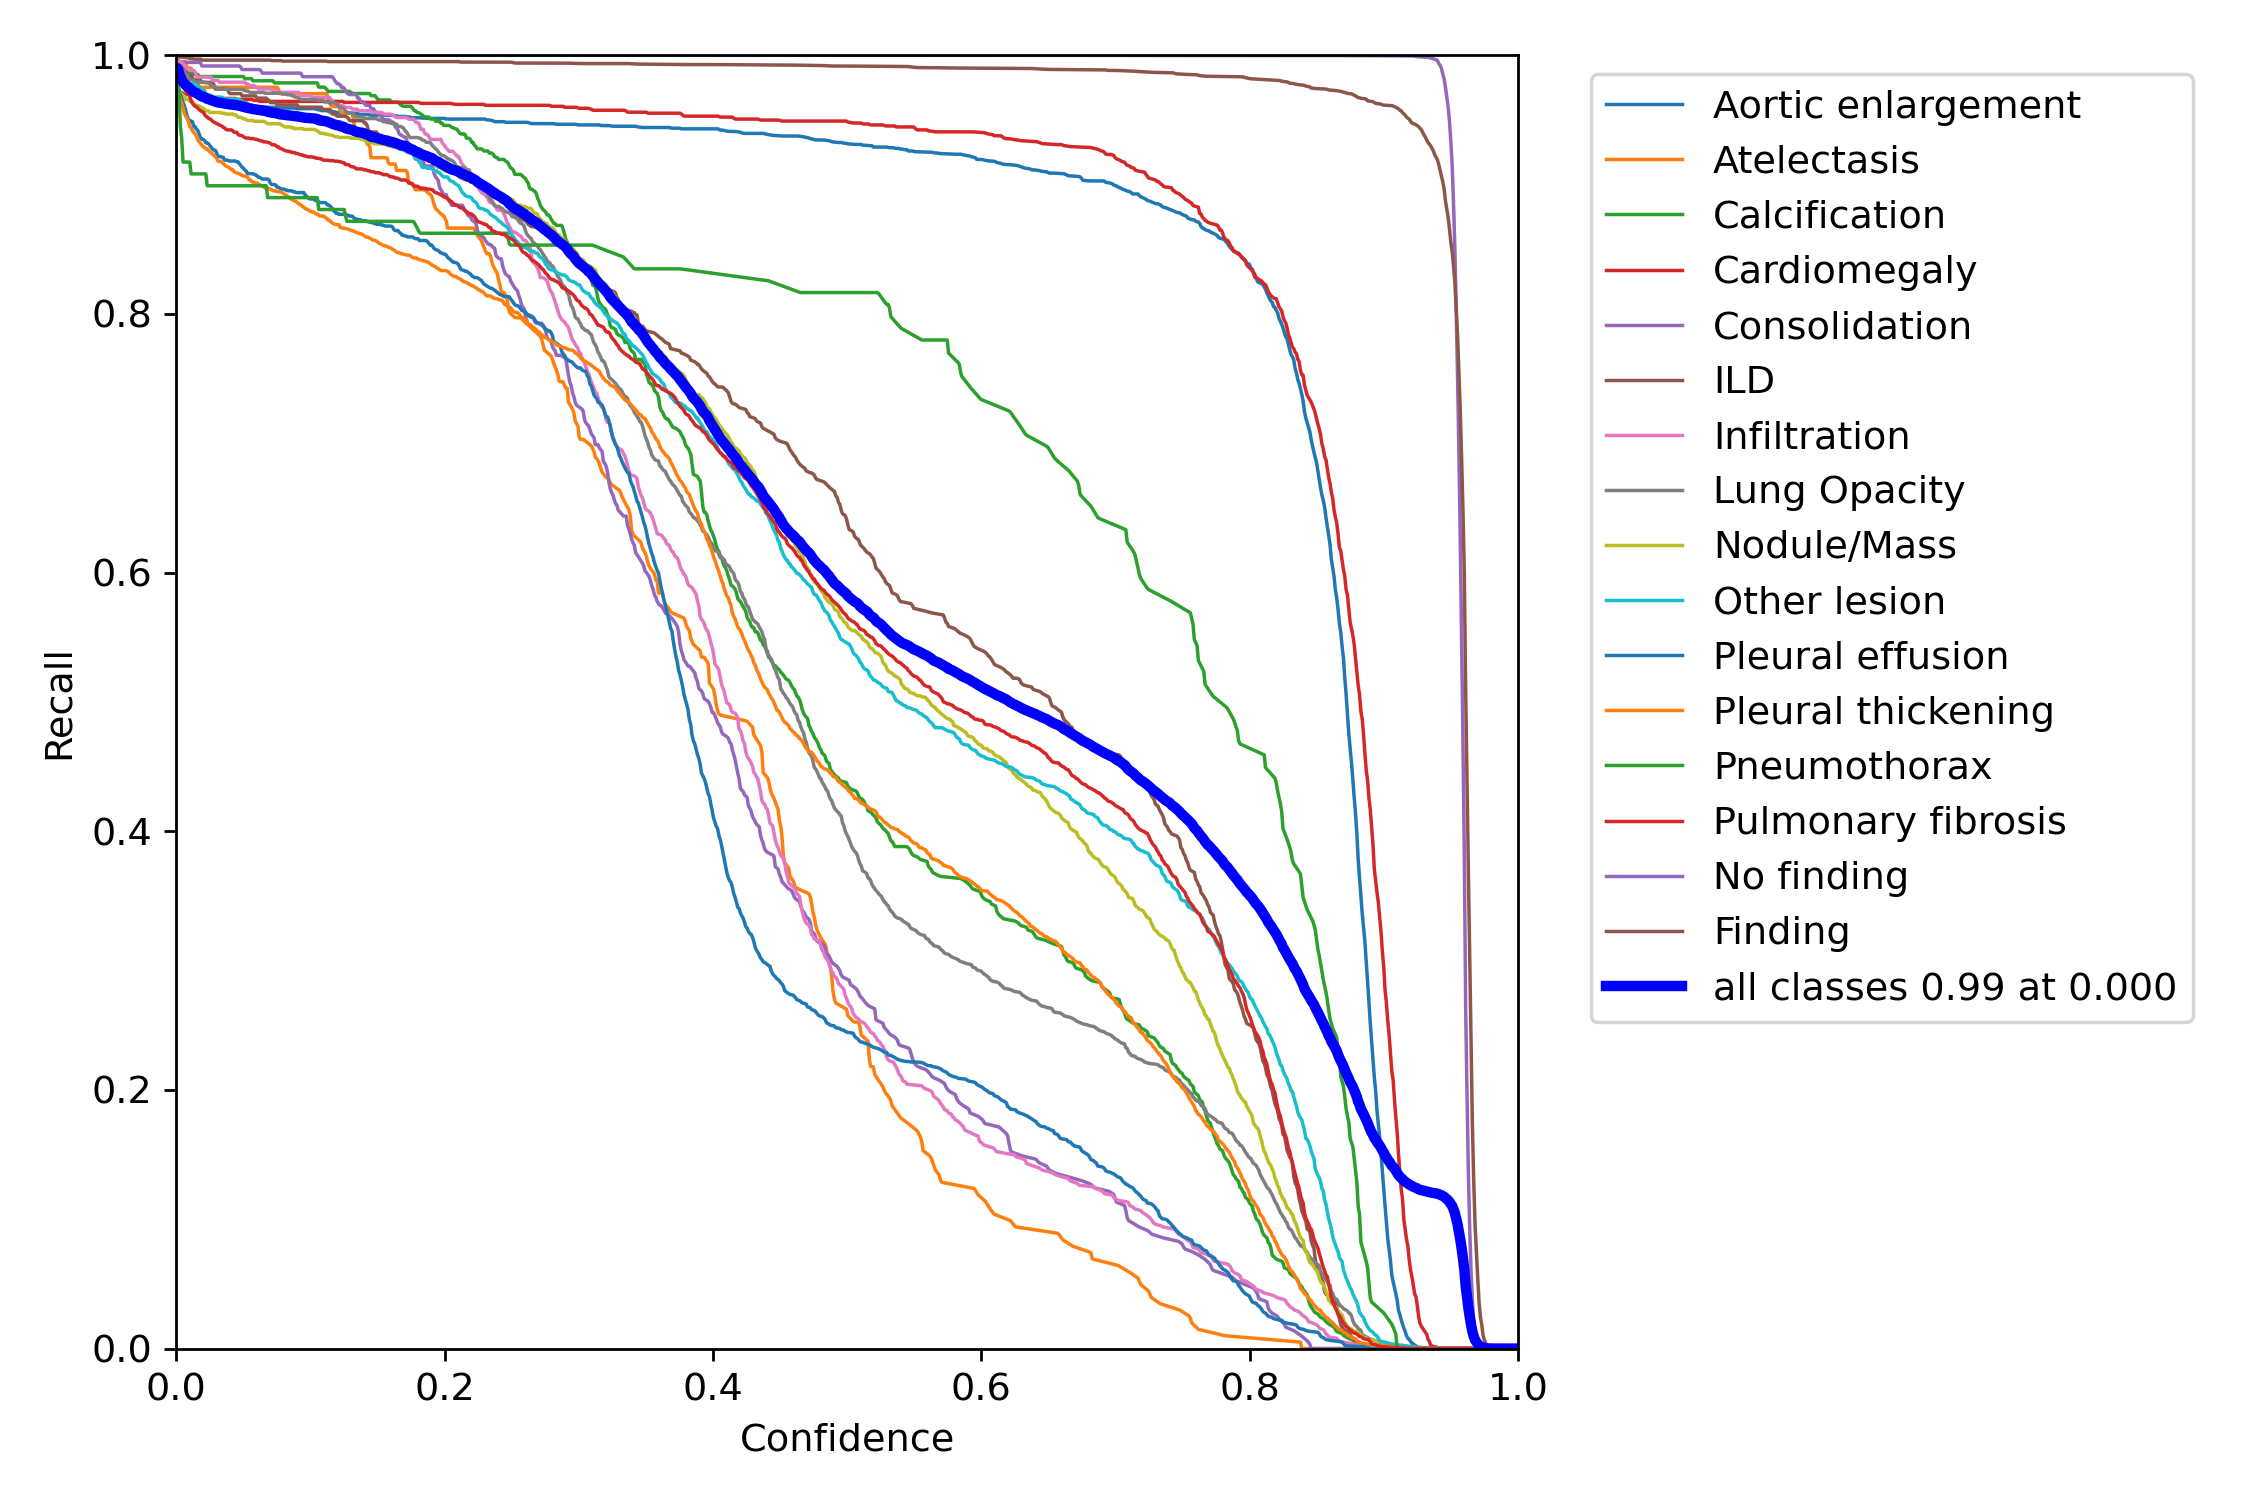 1.0
0.8
0.6
0.4
0.2
0.0
Recall
0.0 0.2 0.4 0.6 0.8 1.0
Confidence
Aortic enlargement
Atelectasis
Calcification
Cardiomegaly
Consolidation
ILD
Infiltration
Lung Opacity
Nodule/Mass
Other lesion
Pleural effusion
Pleural thickening
Pneumothorax
Pulmonary fibrosis
No finding
Finding
all classes 0.99 at 0.000